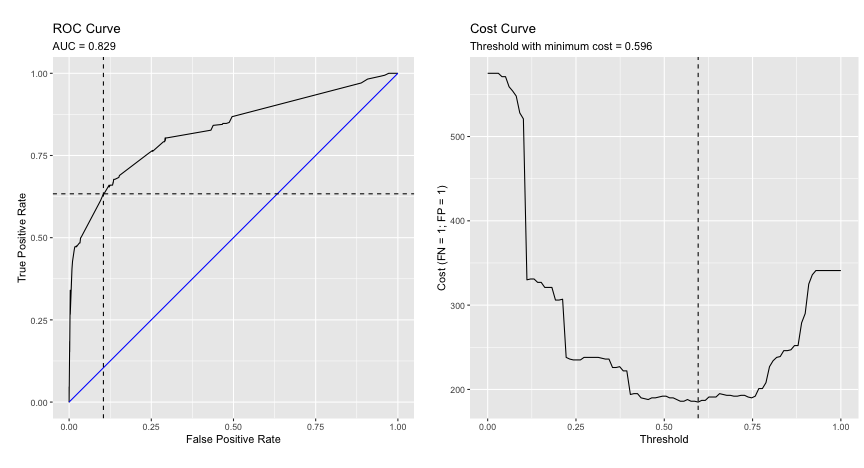 ROC Curve
AUC = 0.829
1.00
0.75
0.50
0.25
0.00
True Positive Rate
0.00 0.25 0.50 0.75 1.00
False Positive Rate
Cost Curve
Threshold with minimum cost = 0.596
500
400
300
200
Cost (FN = 1; FP = 1)
0.00 0.25 0.50 0.75 1.00
Threshold